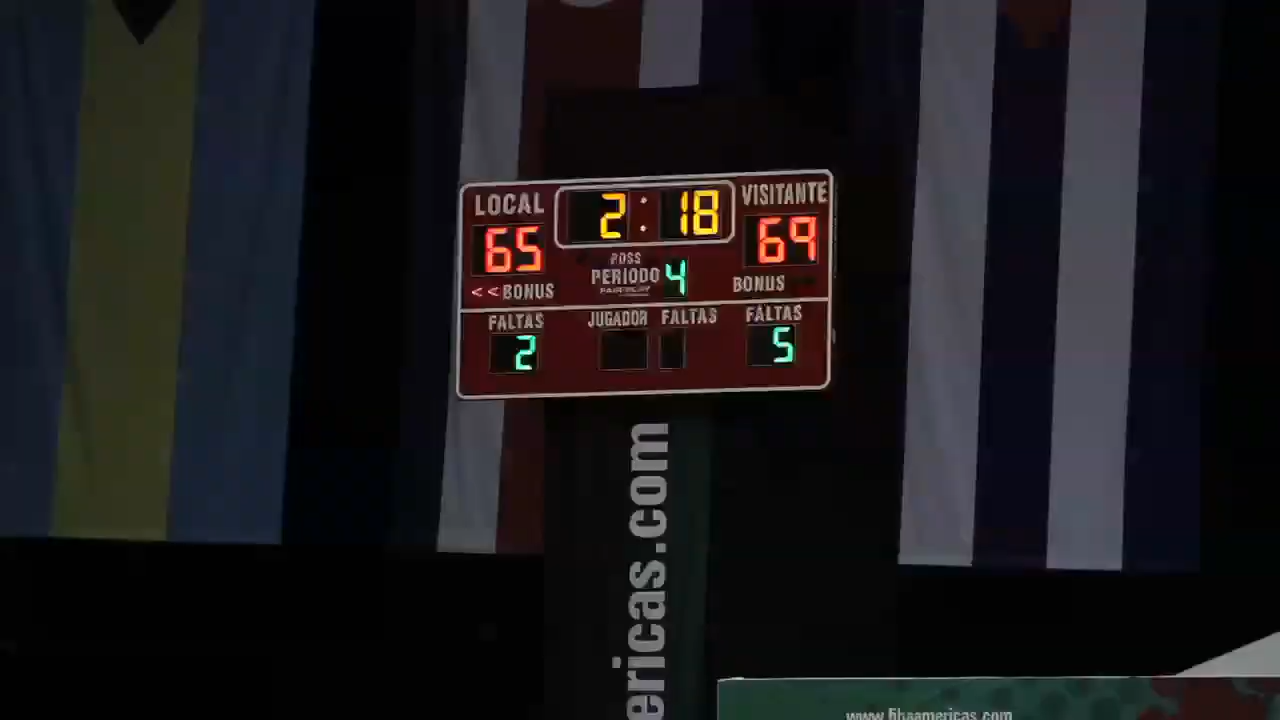 LOCAL
2:18
VISITANTE
65
69
POSS
PERIODO 4
<<BONUS
BONUS
FALTAS
JUGADOR FALTAS
FALTAS
2
5
ericas.com
www.fibaamericas.com